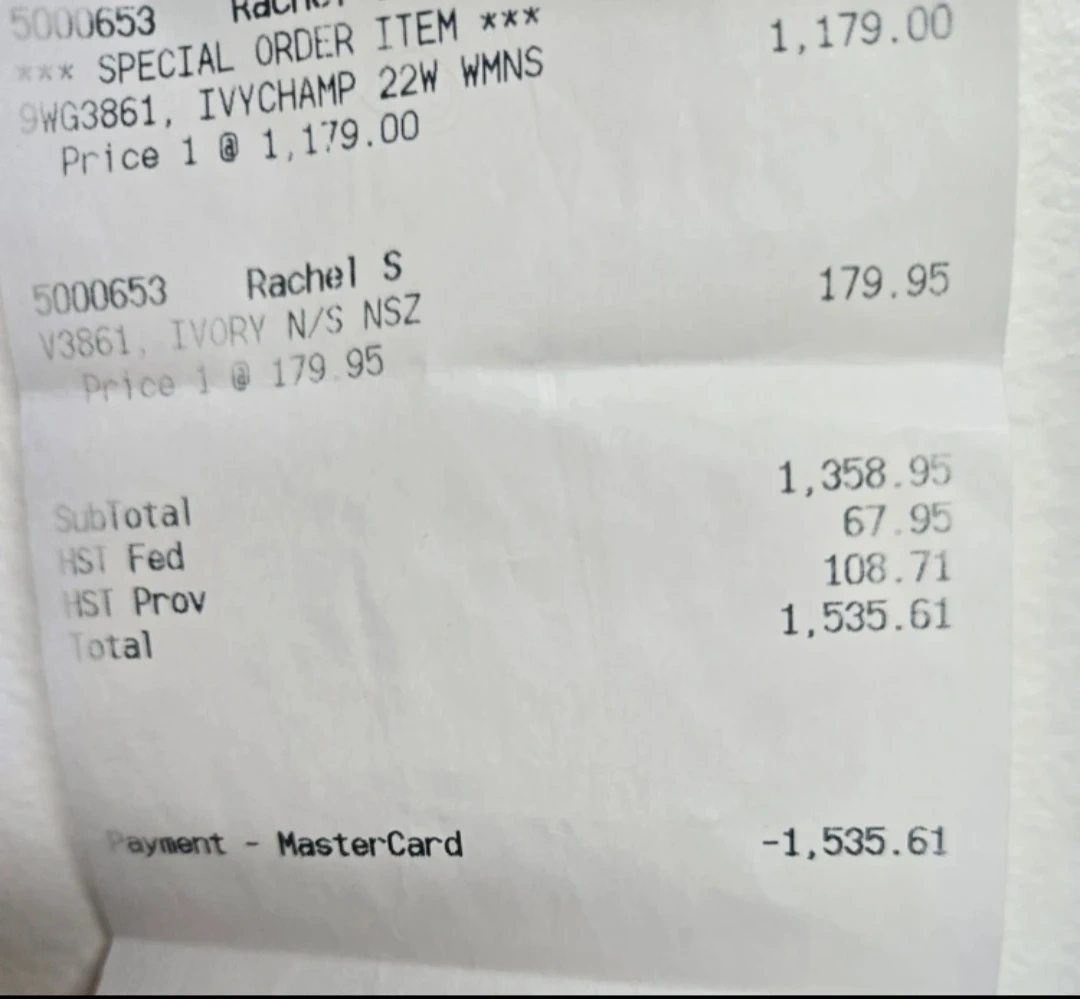 5000653 Rachel
*** SPECIAL ORDER ITEM *** 1,179.00
9WG3861, IVYCHAMP 22W WMNS
Price 1 @ 1,179.00
5000653 Rachel S 179.95
V3861, IVORY N/S NSZ
Price 1 @ 179.95
SubTotal 1,358.95
HST Fed 67.95
HST Prov 108.71
Total 1,535.61
Payment - MasterCard -1,535.61